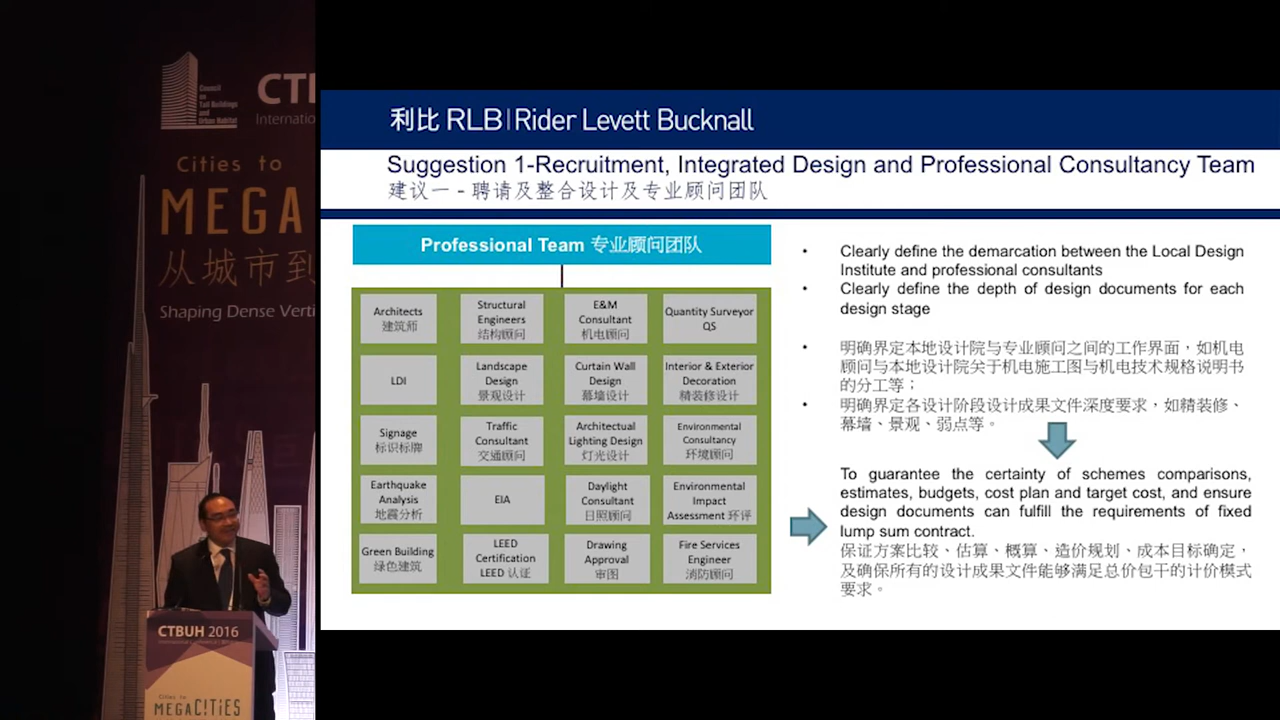 Council
on
Tall Buildings
and
Urban Habitat
Cities to
MEGA
从城市到
Shaping Dense Verti
CTBUH 2016
Cities to
MEGACITIES
利比 RLB | Rider Levett Bucknall
Suggestion 1-Recruitment, Integrated Design and Professional Consultancy Team
建议一 - 聘请及整合设计及专业顾问团队
Professional Team 专业顾问团队
Architects
建筑师
Structural
Engineers
结构顾问
E&M
Consultant
机电顾问
Quantity Surveyor
QS
LDI
Landscape
Design
景观设计
Curtain Wall
Design
幕墙设计
Interior & Exterior
Decoration
精装修设计
Signage
标识标牌
Traffic
Consultant
交通顾问
Architectual
Lighting Design
灯光设计
Environmental
Consultancy
环境顾问
Earthquake
Analysis
地震分析
EIA
Daylight
Consultant
日照顾问
Environmental
Impact
Assessment 环评
Green Building
绿色建筑
LEED
Certification
LEED 认证
Drawing
Approval
审图
Fire Services
Engineer
消防顾问
• Clearly define the demarcation between the Local Design
Institute and professional consultants
• Clearly define the depth of design documents for each
design stage
• 明确界定本地设计院与专业顾问之间的工作界面，如机电
顾问与本地设计院关于机电施工图与机电技术规格说明书
的分工等；
• 明确界定各设计阶段设计成果文件深度要求，如精装修、
幕墙、景观、弱点等。
To guarantee the certainty of schemes comparisons,
estimates, budgets, cost plan and target cost, and ensure
design documents can fulfill the requirements of fixed
lump sum contract.
保证方案比较、估算、概算、造价规划、成本目标确定，
及确保所有的设计成果文件能够满足总价包干的计价模式
要求。